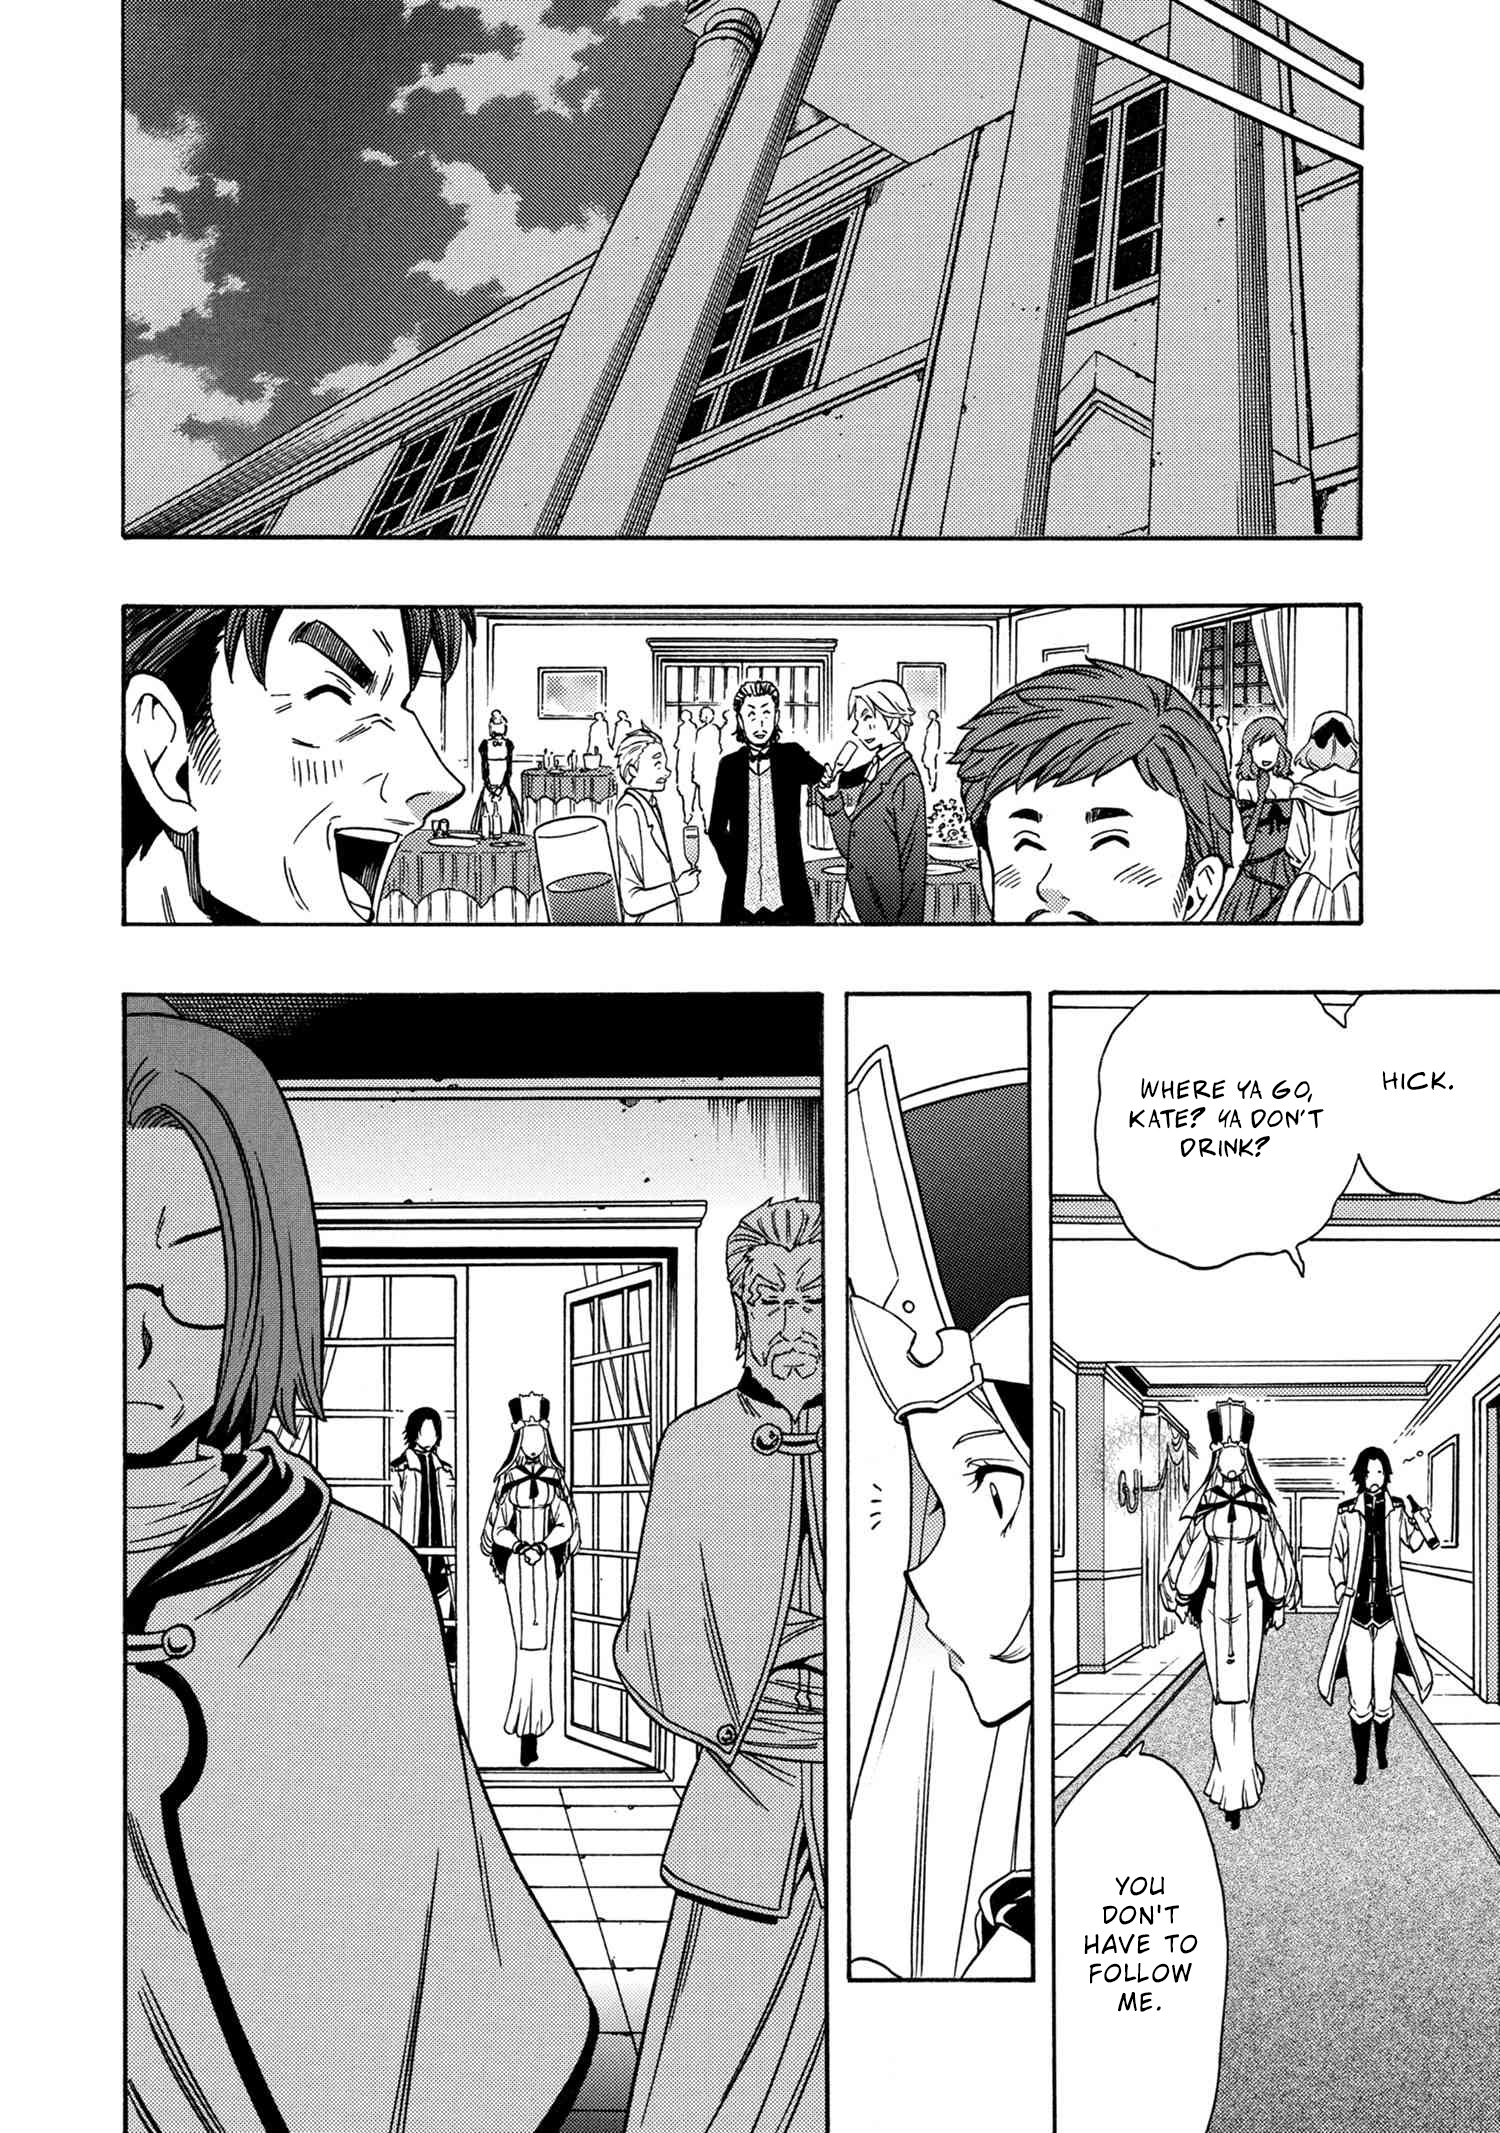 HICK.
WHERE YA GO,
KATE? YA DON'T
DRINK?
YOU
DON'T
HAVE TO
FOLLOW
ME.